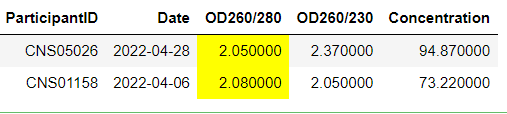 ParticipantID Date OD260/280 OD260/230 Concentration
CNS05026 2022-04-28 2.050000 2.370000 94.870000
CNS01158 2022-04-06 2.080000 2.050000 73.220000